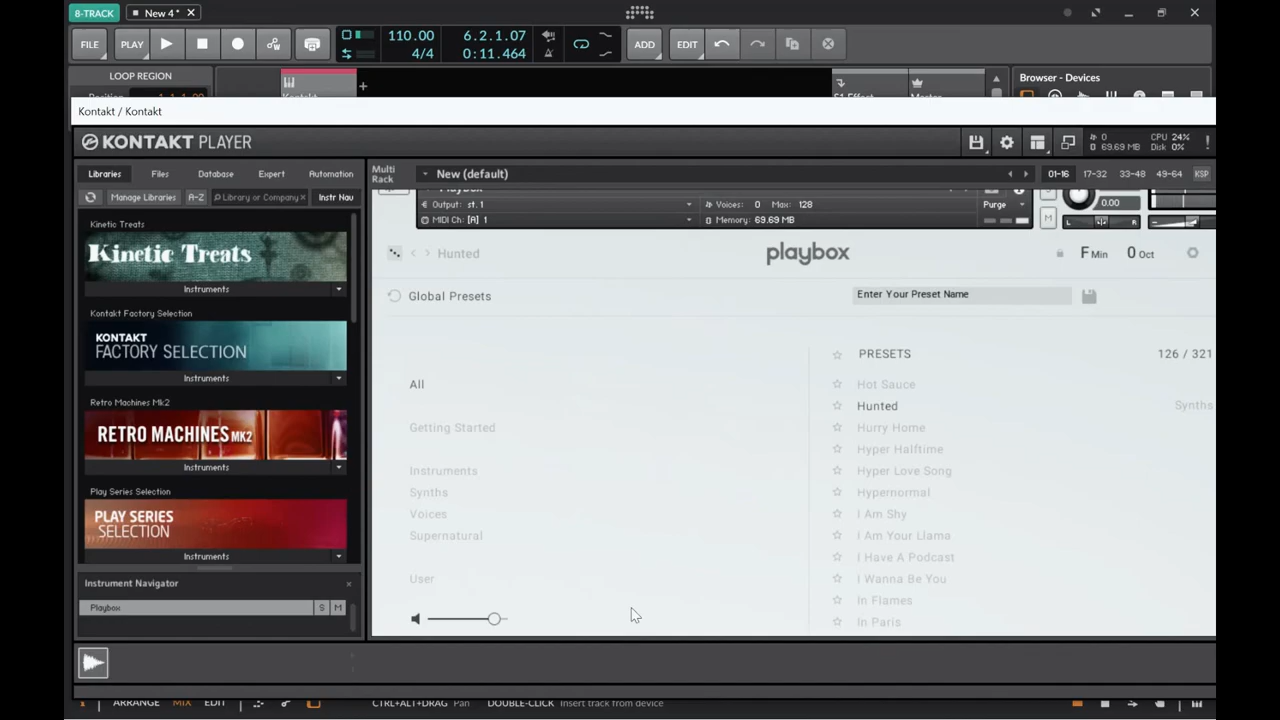 8-TRACK
New 4 *
FILE
PLAY
110.00
4/4
6.2.1.07
0:11.464
ADD
EDIT
LOOP REGION
Browser - Devices
Kontakt / Kontakt
KONTAKT PLAYER
0
69.69 MB
CPU 24%
Disk 0%
!
Libraries
Files
Database
Expert
Automation
Multi
Rack
New (default)
01-16
17-32
33-48
49-64
KSP
Manage Libraries
A-Z
Library or Company
Instr Nav
Output: st. 1
Voices: 0
Max: 128
Purge
0.00
MIDI Ch: [A] 1
Memory: 69.69 MB
M
L
R
Kinetic Treats
Kinetic Treats
Instruments
Kontakt Factory Selection
KONTAKT
FACTORY SELECTION
Instruments
Retro Machines Mk2
RETRO MACHINES MK2
Instruments
Play Series Selection
PLAY SERIES
SELECTION
Instruments
Instrument Navigator
Playbox
S
M
Hunted
playbox
F Min
0 Oct
Global Presets
Enter Your Preset Name
All
Getting Started
Instruments
Synths
Voices
Supernatural
User
PRESETS
126 / 321
Hot Sauce
Hunted
Synths
Hurry Home
Hyper Halftime
Hyper Love Song
Hypernormal
I Am Shy
I Am Your Llama
I Have A Podcast
I Wanna Be You
In Flames
In Paris
ARRANGE
MIX
EDIT
CTRL+ALT+DRAG Pan
DOUBLE-CLICK Insert track from device